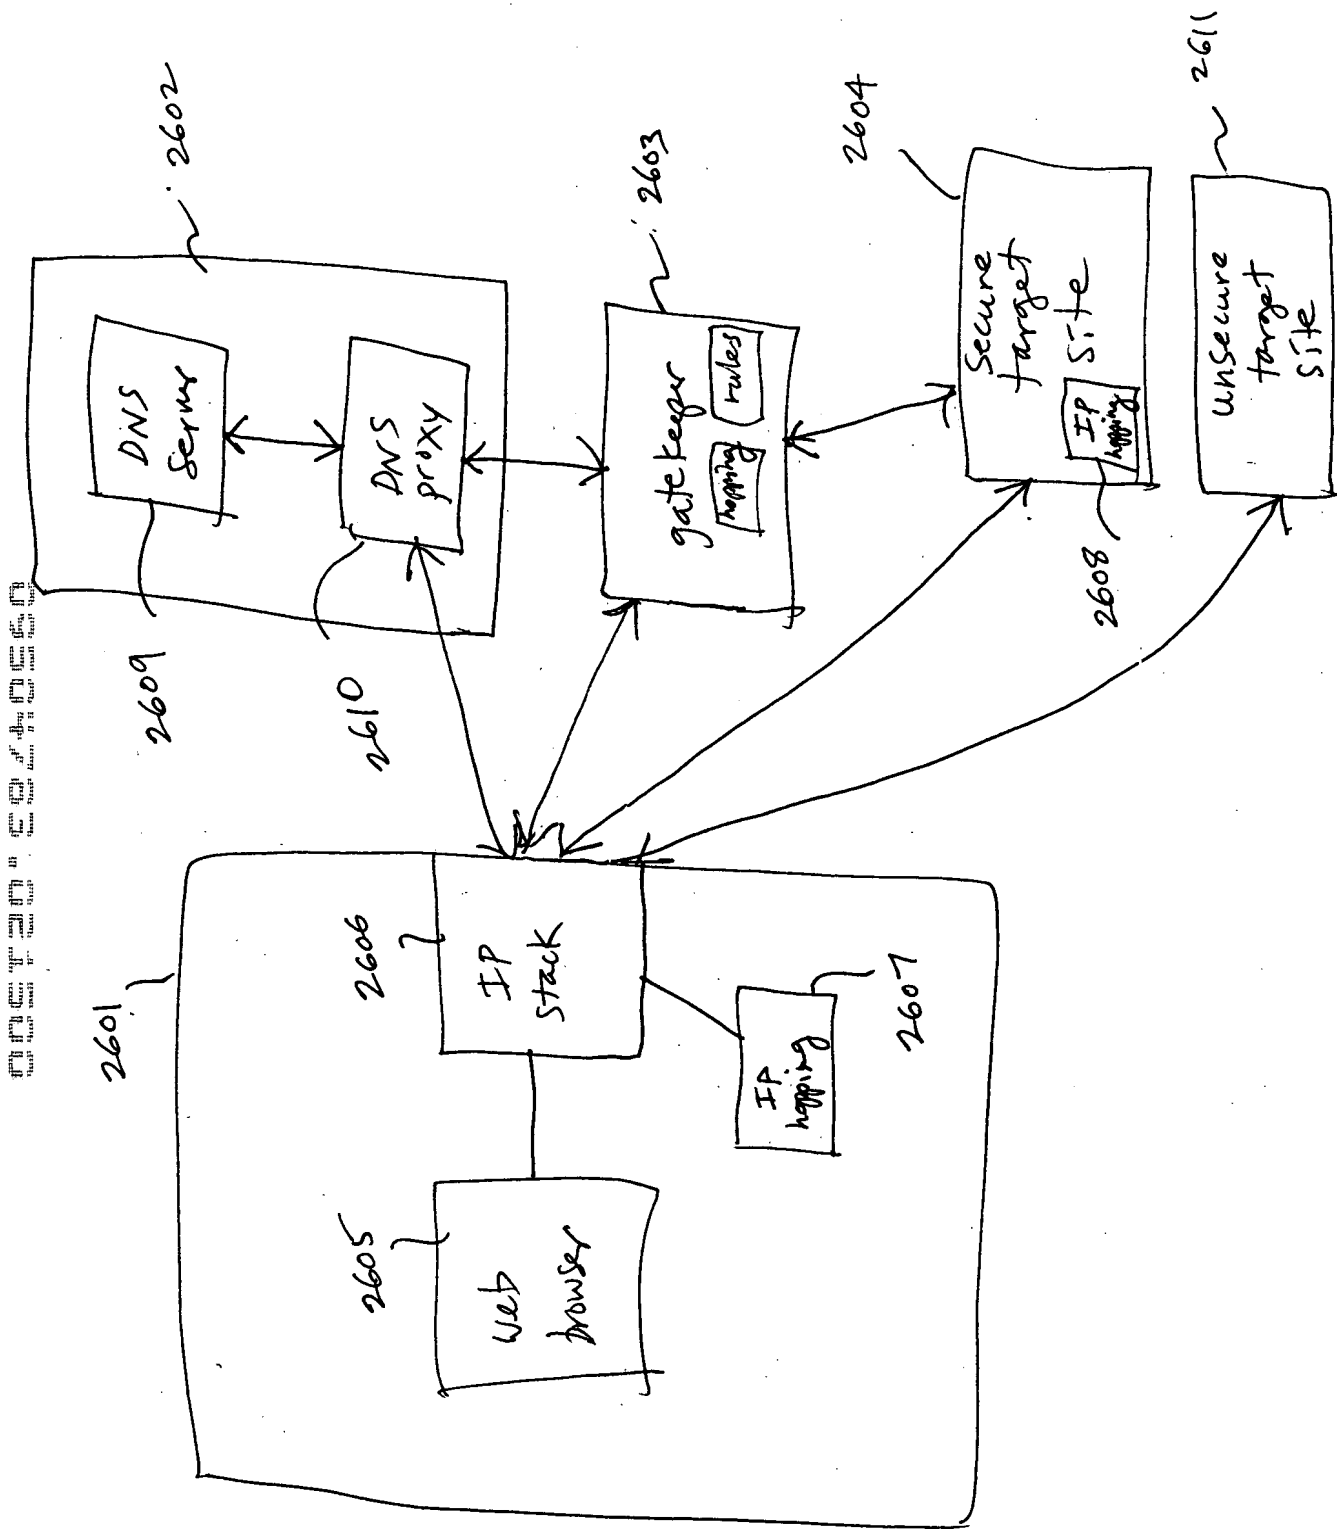 2602
DNS
Server
2609
DNS
proxy
2610
2603
gatekeeper
hopping
rules
2604
Secure
target
site
IP
hopping
2608
2611
unsecure
target
site
2601
2606
IP
stack
2605
Web
browser
IP
hopping
2607